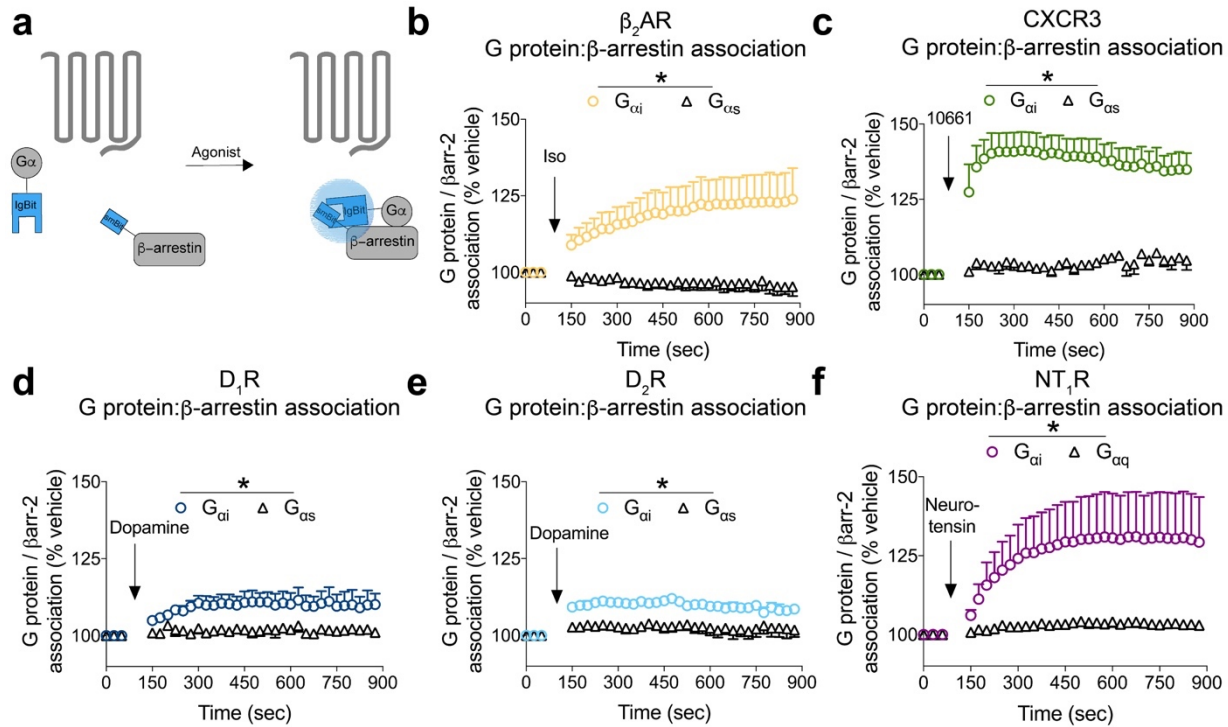 a
Gα
lgBit
smBit
β–arrestin
Agonist
smBit
lgBit
Gα
β–arrestin
b
β₂AR
G protein:β-arrestin association
*
Gαi Gαs
Iso
G protein / βarr-2
association (% vehicle)
150
125
100
0 150 300 450 600 750 900
Time (sec)
c
CXCR3
G protein:β-arrestin association
*
Gαi Gαs
10661
G protein / βarr-2
association (% vehicle)
150
125
100
0 150 300 450 600 750 900
Time (sec)
d
D₁R
G protein:β-arrestin association
*
Gαi Gαs
Dopamine
G protein / βarr-2
association (% vehicle)
150
125
100
0 150 300 450 600 750 900
Time (sec)
e
D₂R
G protein:β-arrestin association
*
Gαi Gαs
Dopamine
G protein / βarr-2
association (% vehicle)
150
125
100
0 150 300 450 600 750 900
Time (sec)
f
NT₁R
G protein:β-arrestin association
*
Gαi Gαq
Neuro-
tensin
G protein / βarr-2
association (% vehicle)
150
125
100
0 150 300 450 600 750 900
Time (sec)